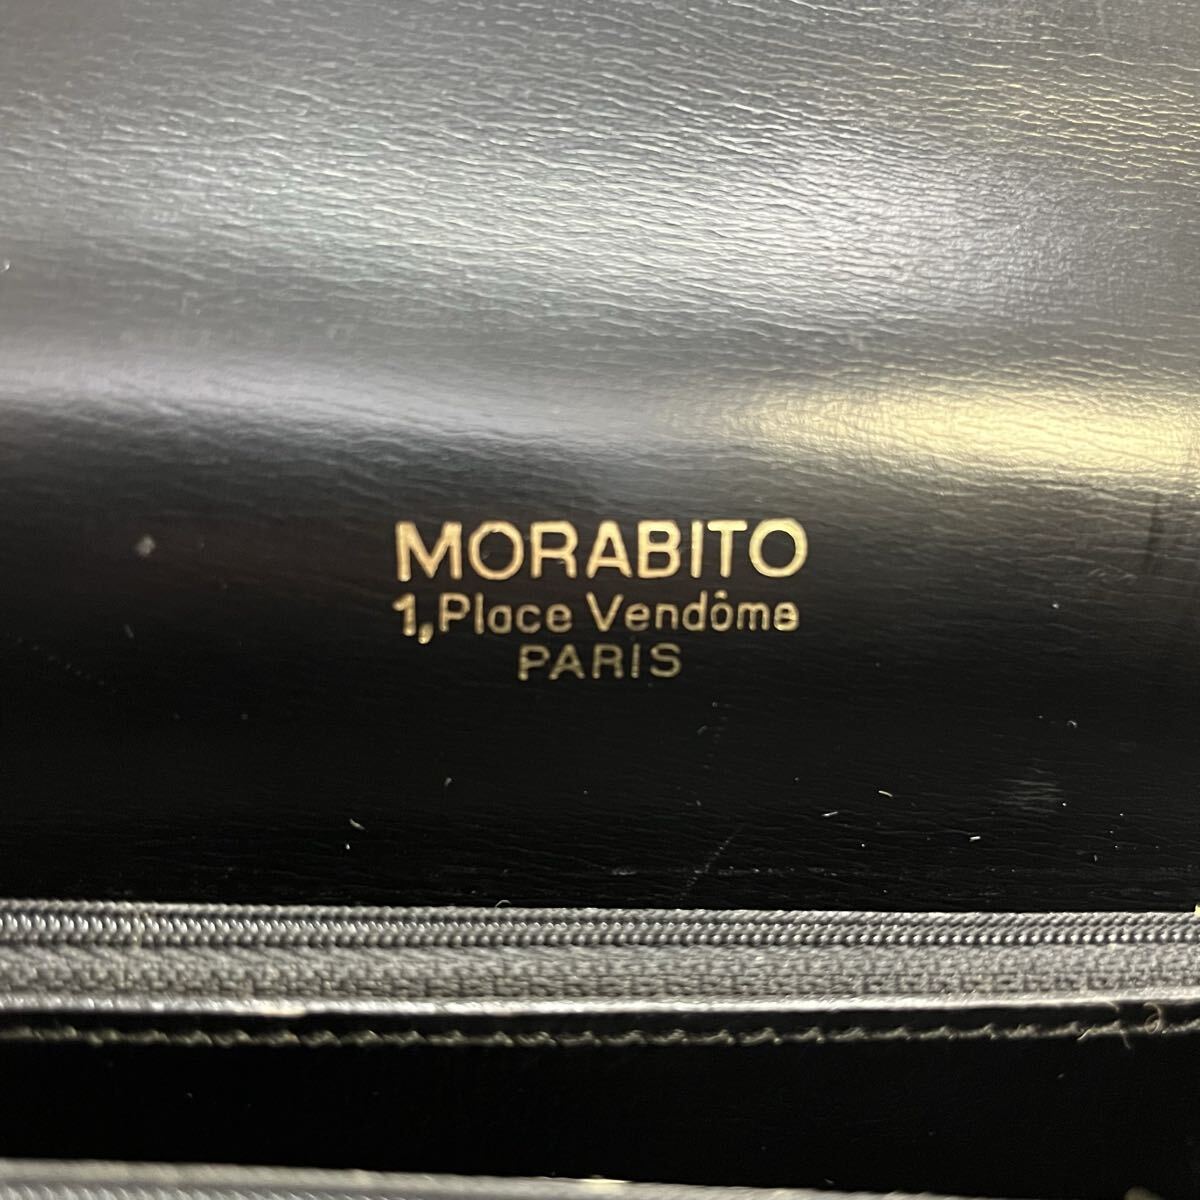 MORABITO
1, Place Vendôme
PARIS